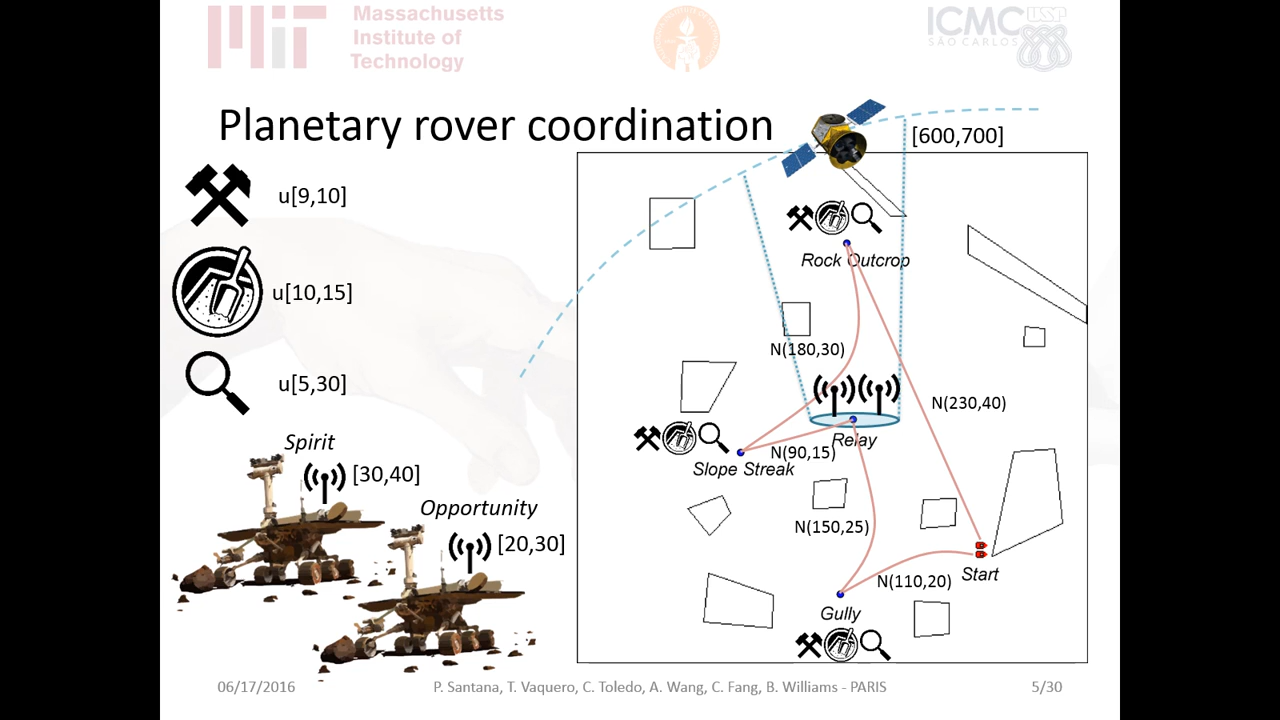 Massachusetts
Institute of
Technology
ICMC USP
SÃO CARLOS
Planetary rover coordination
[600,700]
u[9,10]
u[10,15]
u[5,30]
Rock Outcrop
N(180,30)
N(230,40)
Relay
N(90,15)
Slope Streak
Spirit
[30,40]
Opportunity
[20,30]
N(150,25)
Start
N(110,20)
Gully
06/17/2016
P. Santana, T. Vaquero, C. Toledo, A. Wang, C. Fang, B. Williams - PARIS
5/30